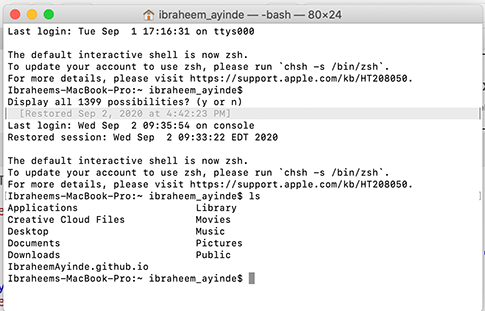 ibraheem_ayinde — -bash — 80×24
Last login: Tue Sep  1 17:16:31 on ttys000

The default interactive shell is now zsh.
To update your account to use zsh, please run `chsh -s /bin/zsh`.
For more details, please visit https://support.apple.com/kb/HT208050.
Ibraheems-MacBook-Pro:~ ibraheem_ayinde$
Display all 1399 possibilities? (y or n)
[Restored Sep 2, 2020 at 4:42:23 PM]
Last login: Wed Sep  2 09:35:54 on console
Restored session: Wed Sep  2 09:33:22 EDT 2020

The default interactive shell is now zsh.
To update your account to use zsh, please run `chsh -s /bin/zsh`.
For more details, please visit https://support.apple.com/kb/HT208050.
[Ibraheems-MacBook-Pro:~ ibraheem_ayinde$ ls ]
Applications Library
Creative Cloud Files Movies
Desktop Music
Documents Pictures
Downloads Public
IbraheemAyinde.github.io
Ibraheems-MacBook-Pro:~ ibraheem_ayinde$